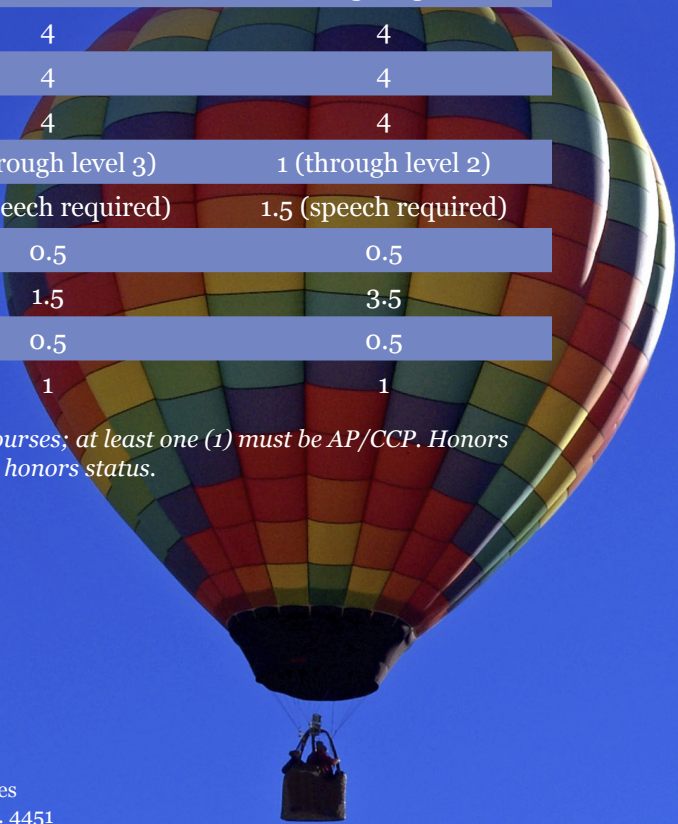 4 4
4 4
4 4
rough level 3) 1 (through level 2)
eech required) 1.5 (speech required)
0.5 0.5
1.5 3.5
0.5 0.5
1 1
ourses; at least one (1) must be AP/CCP. Honors
honors status.
es
. 4451